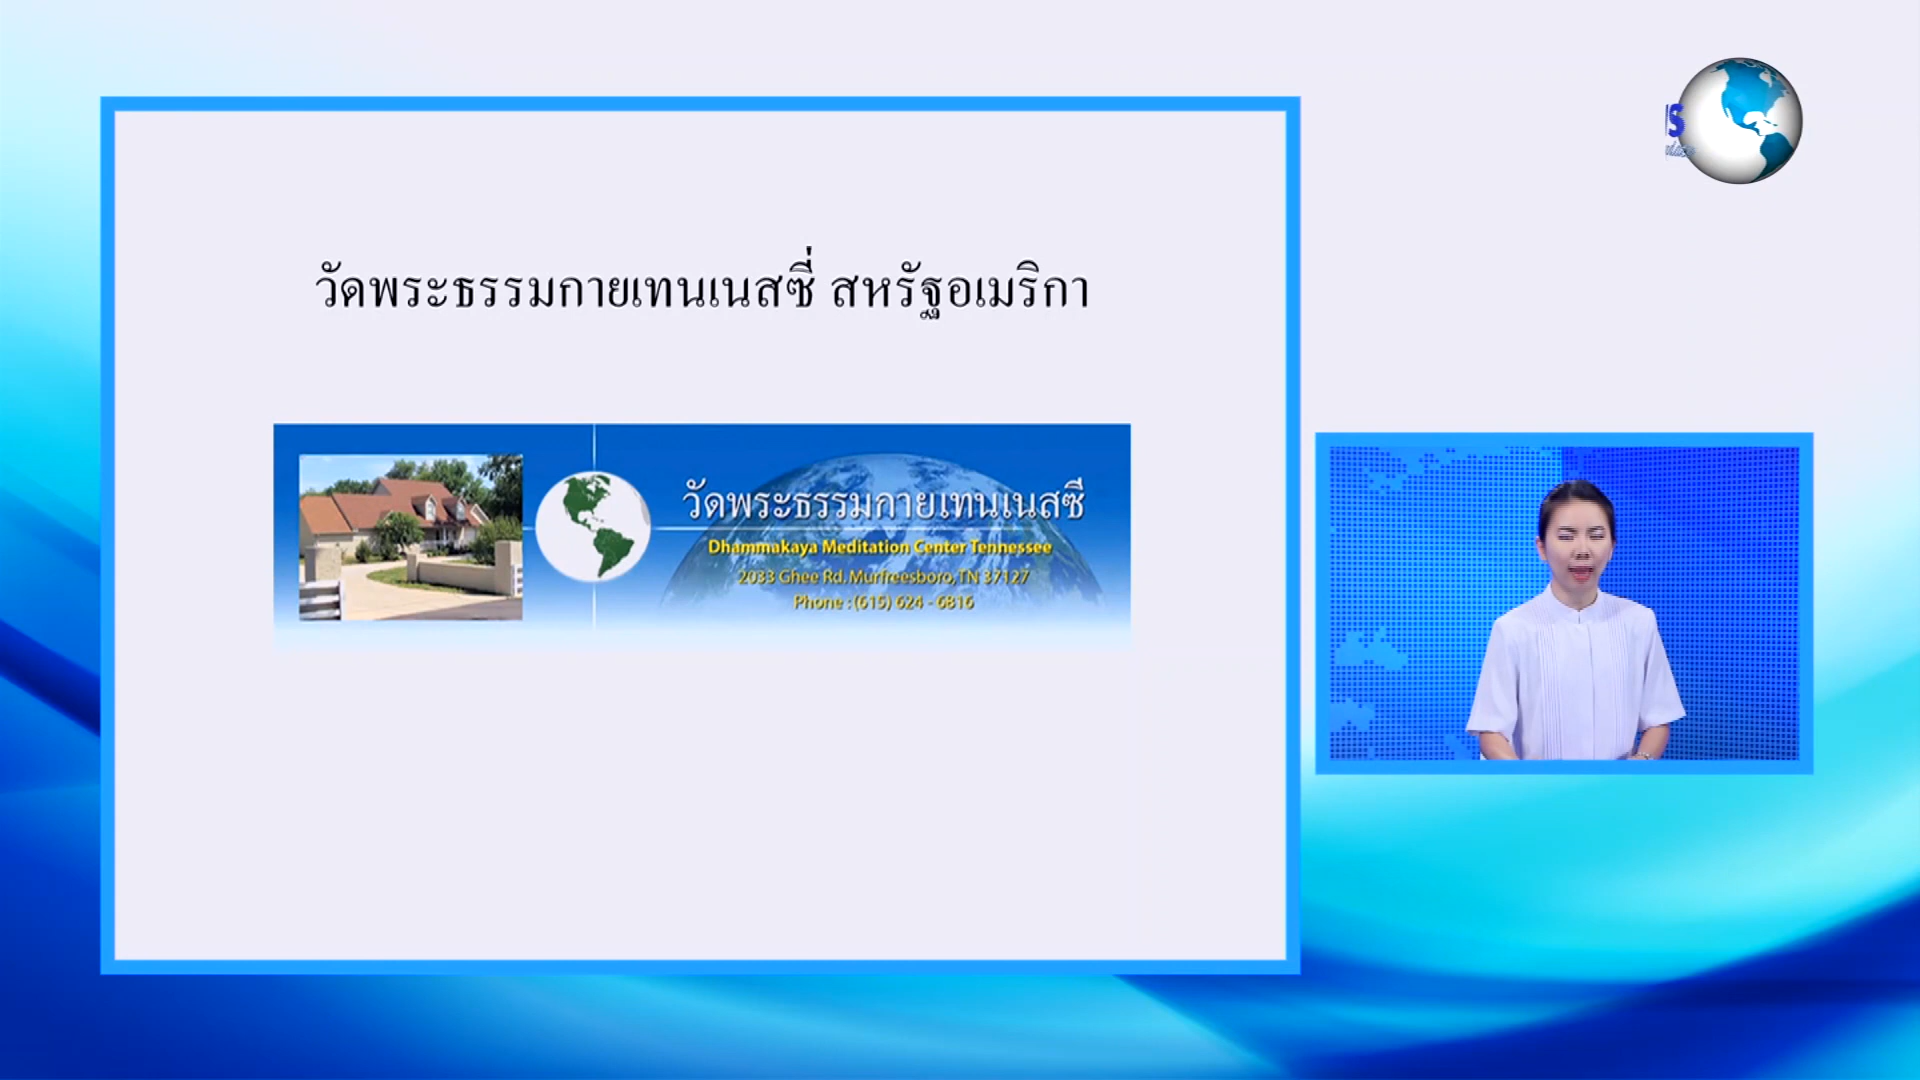 วัดพระธรรมกายเทนเนสซี่ สหรัฐอเมริกา
วัดพระธรรมกายเทนเนสซี
Dhammakaya Meditation Center Tennessee
2033 Ghee Rd. Murfreesboro, TN 37127
Phone : (615) 624 - 6816